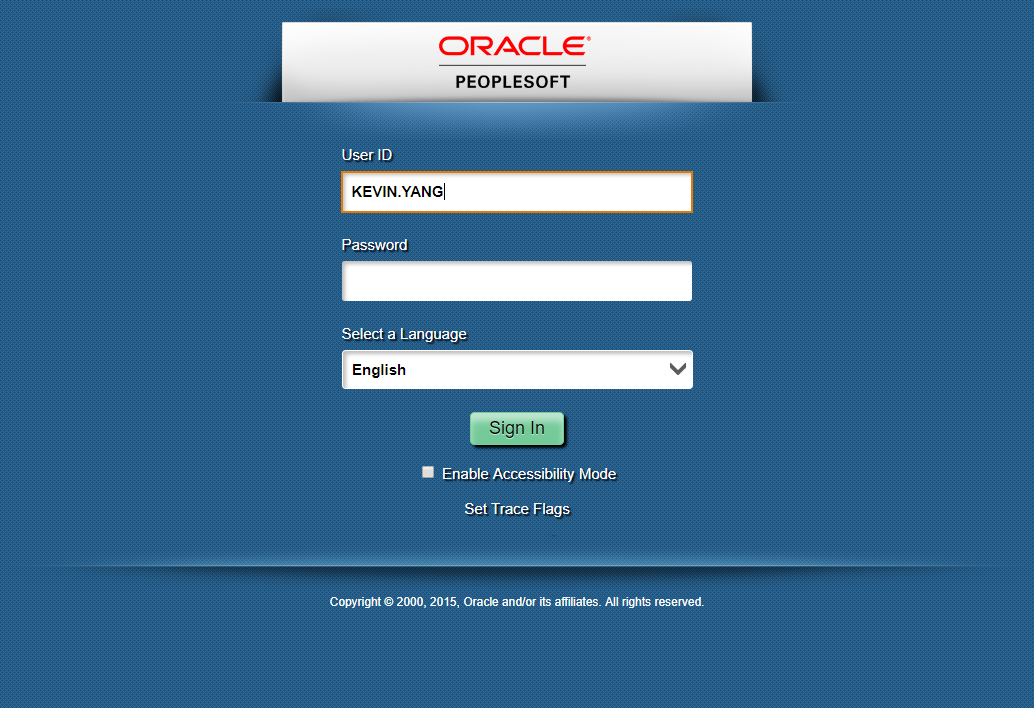 ORACLE®
PEOPLESOFT
User ID
KEVIN.YANG
Password
Select a Language
English
Sign In
Enable Accessibility Mode
Set Trace Flags
Copyright © 2000, 2015, Oracle and/or its affiliates. All rights reserved.